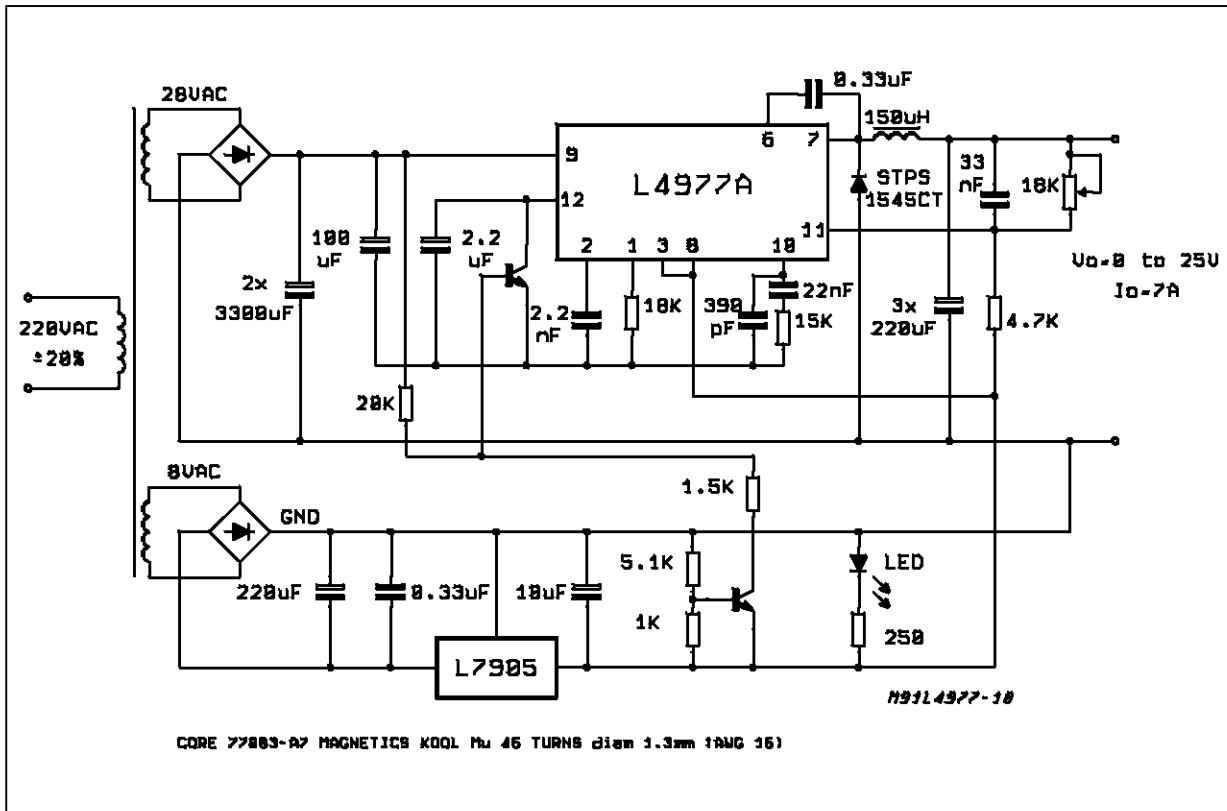 28VAC
0.33uF
150uH
9
6
7
L4977A
12
33
nF
18K
STPS
1545CT
100
uF
2.2
uF
2
1
3
8
10
11
2x
3300uF
2.2
nF
18K
390
pF
22nF
15K
3x
220uF
4.7K
Vo=0 to 25V
Io=7A
220VAC
±20%
20K
8VAC
GND
1.5K
220uF
0.33uF
10uF
5.1K
1K
LED
250
L7905
M91L4977-10
CORE 77083-A7 MAGNETICS KOOL Mu 46 TURNS diam 1.3mm (AWG 16)